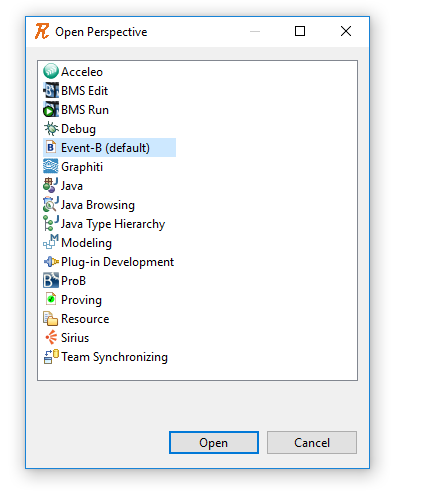 Open Perspective
Acceleo
BMS Edit
BMS Run
Debug
Event-B (default)
Graphiti
Java
Java Browsing
Java Type Hierarchy
Modeling
Plug-in Development
ProB
Proving
Resource
Sirius
Team Synchronizing
Open
Cancel